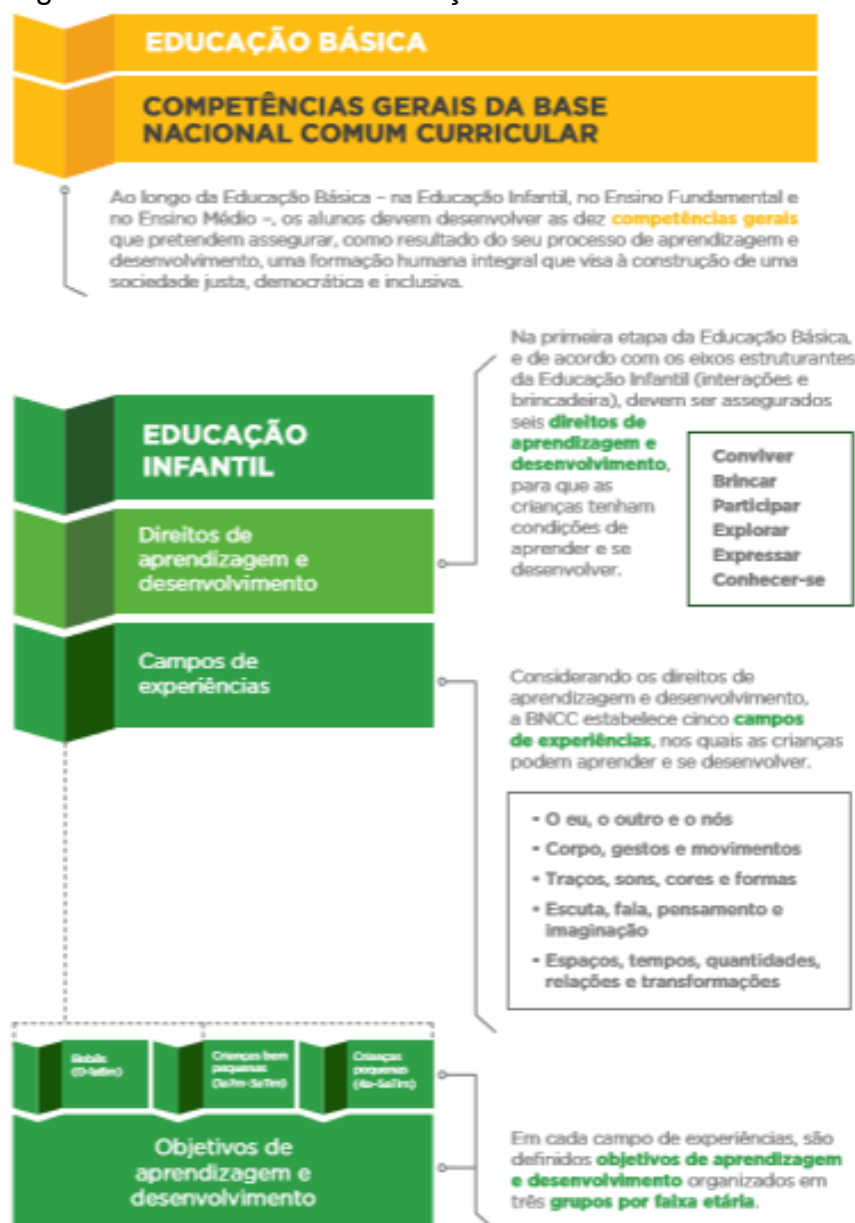 EDUCAÇÃO BÁSICA
COMPETÊNCIAS GERAIS DA BASE
NACIONAL COMUM CURRICULAR
Ao longo da Educação Básica – na Educação Infantil, no Ensino Fundamental e
no Ensino Médio –, os alunos devem desenvolver as dez competências gerais
que pretendem assegurar, como resultado do seu processo de aprendizagem e
desenvolvimento, uma formação humana integral que visa à construção de uma
sociedade justa, democrática e inclusiva.
Na primeira etapa da Educação Básica,
e de acordo com os eixos estruturantes
da Educação Infantil (interações e
brincadeira), devem ser assegurados
seis direitos de
aprendizagem e
desenvolvimento,
para que as
crianças tenham
condições de
aprender e se
desenvolver.
Conviver
Brincar
Participar
Explorar
Expressar
Conhecer-se
EDUCAÇÃO
INFANTIL
Direitos de
aprendizagem e
desenvolvimento
Campos de
experiências
Considerando os direitos de
aprendizagem e desenvolvimento,
a BNCC estabelece cinco campos
de experiências, nos quais as crianças
podem aprender e se desenvolver.
- O eu, o outro e o nós
- Corpo, gestos e movimentos
- Traços, sons, cores e formas
- Escuta, fala, pensamento e
imaginação
- Espaços, tempos, quantidades,
relações e transformações
Bebês
(0-1a6m)
Crianças bem
pequenas
(1a7m-3a11m)
Crianças
pequenas
(4a-5a11m)
Objetivos de
aprendizagem e
desenvolvimento
Em cada campo de experiências, são
definidos objetivos de aprendizagem
e desenvolvimento organizados em
três grupos por faixa etária.